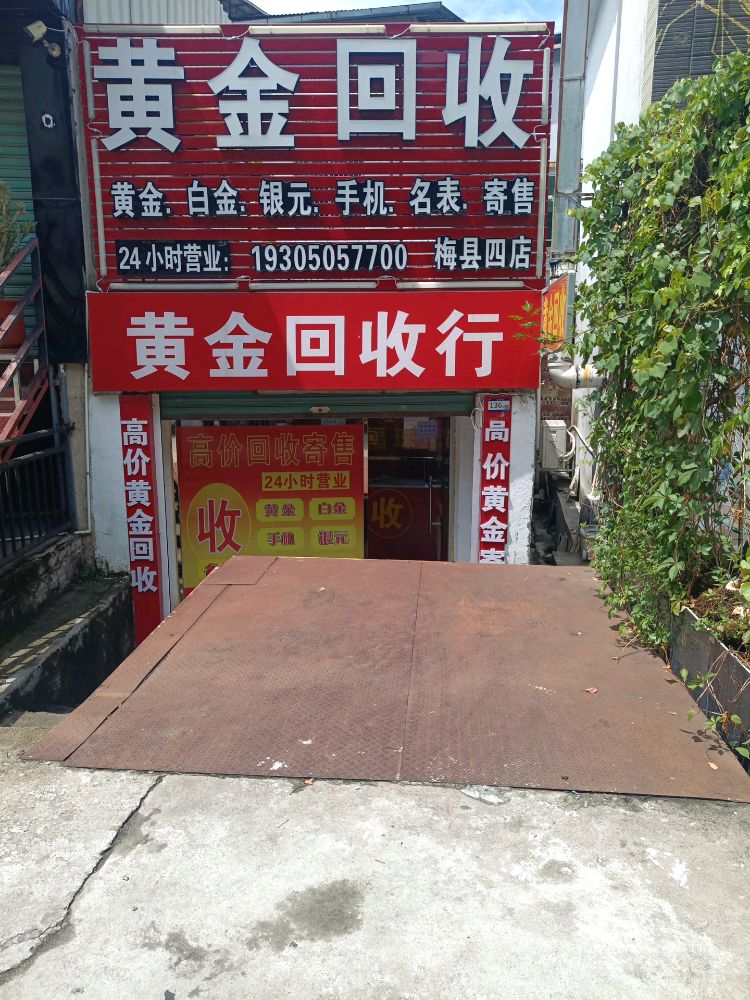 黄金回收
黄金.白金.银元.手机.名表.寄售
24小时营业: 19305057700 梅县四店
黄金回收行
136
高价黄金回收
高价回收寄售
24小时营业
收
黄金 白金
手机 银元
收
高价黄金寄